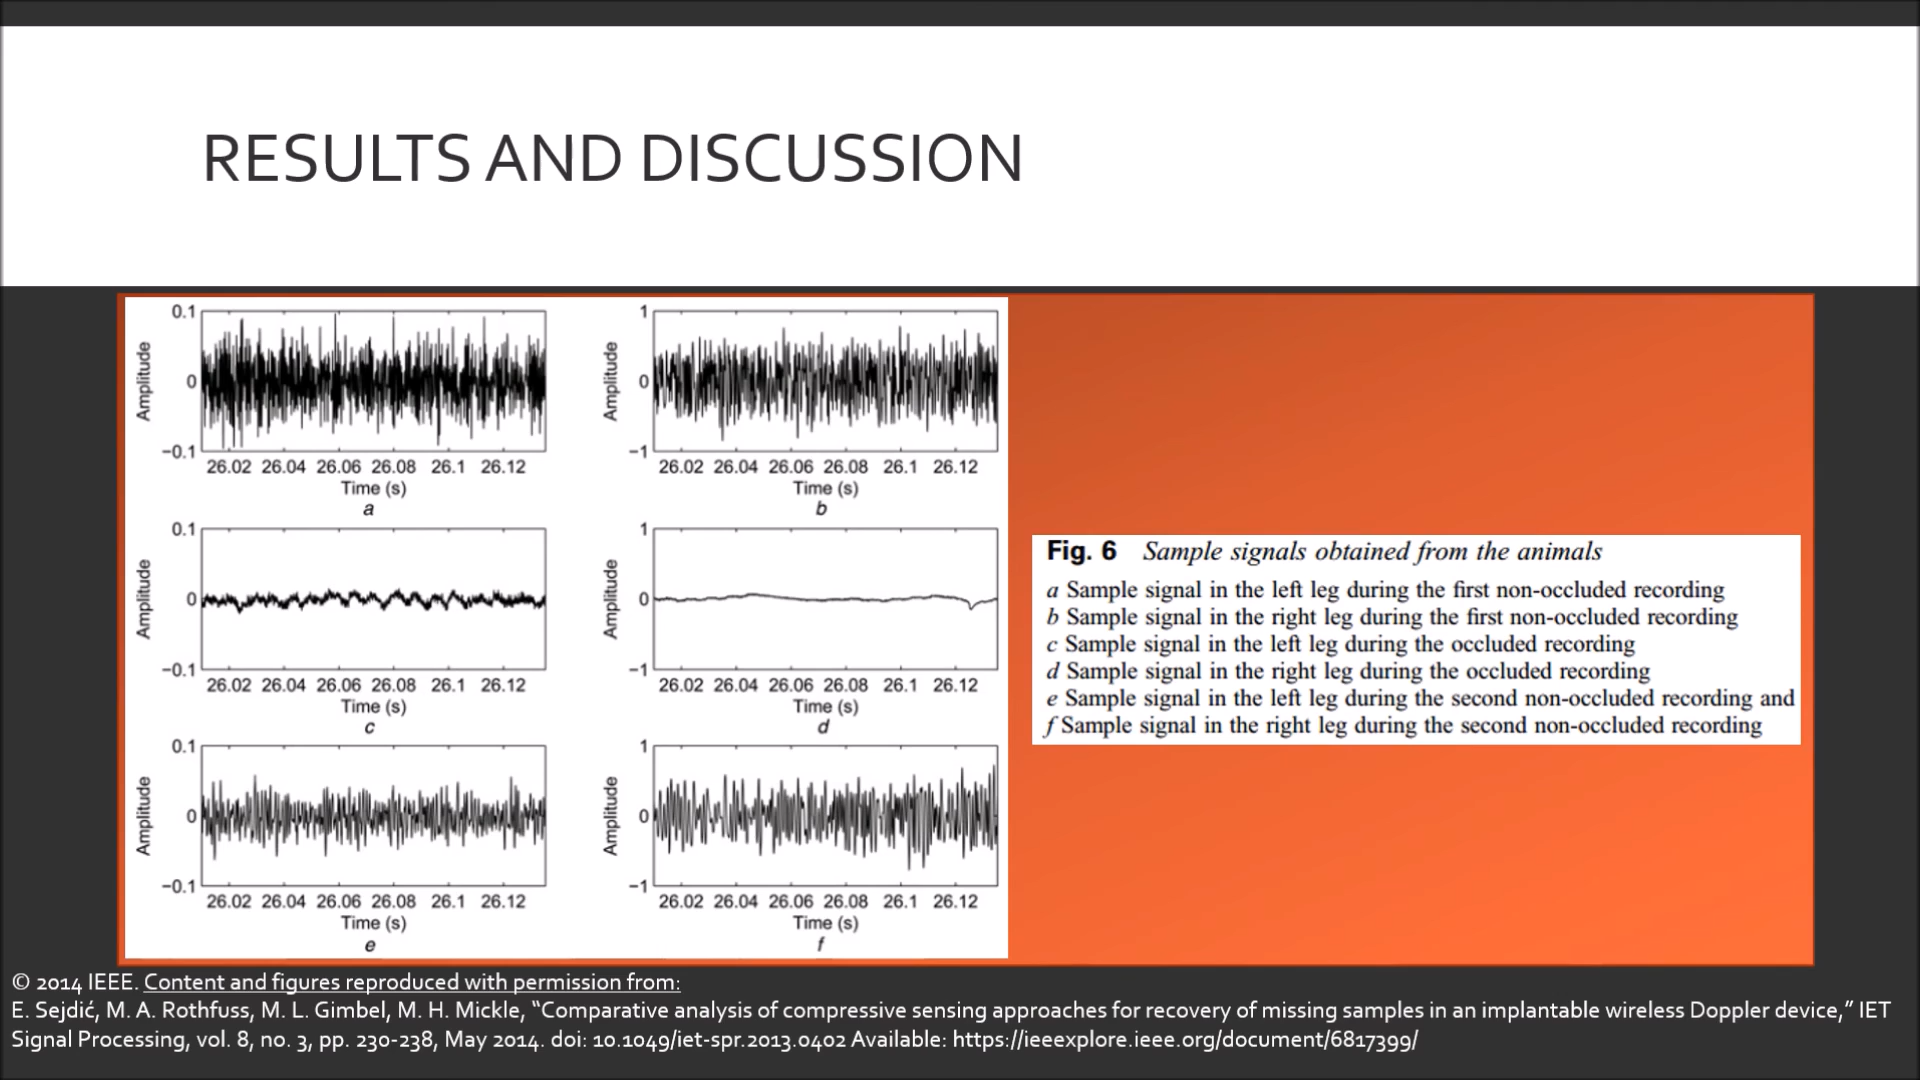 RESULTS AND DISCUSSION
0.1
0
−0.1
Amplitude
26.02 26.04 26.06 26.08 26.1 26.12
Time (s)
a
1
0
−1
Amplitude
26.02 26.04 26.06 26.08 26.1 26.12
Time (s)
b
0.1
0
−0.1
Amplitude
26.02 26.04 26.06 26.08 26.1 26.12
Time (s)
c
1
0
−1
Amplitude
26.02 26.04 26.06 26.08 26.1 26.12
Time (s)
d
0.1
0
−0.1
Amplitude
26.02 26.04 26.06 26.08 26.1 26.12
Time (s)
e
1
0
−1
Amplitude
26.02 26.04 26.06 26.08 26.1 26.12
Time (s)
f
Fig. 6 Sample signals obtained from the animals
a Sample signal in the left leg during the first non-occluded recording
b Sample signal in the right leg during the first non-occluded recording
c Sample signal in the left leg during the occluded recording
d Sample signal in the right leg during the occluded recording
e Sample signal in the left leg during the second non-occluded recording and
f Sample signal in the right leg during the second non-occluded recording
© 2014 IEEE. Content and figures reproduced with permission from:
E. Sejdić, M. A. Rothfuss, M. L. Gimbel, M. H. Mickle, “Comparative analysis of compressive sensing approaches for recovery of missing samples in an implantable wireless Doppler device,” IET
Signal Processing, vol. 8, no. 3, pp. 230-238, May 2014. doi: 10.1049/iet-spr.2013.0402 Available: https://ieeexplore.ieee.org/document/6817399/